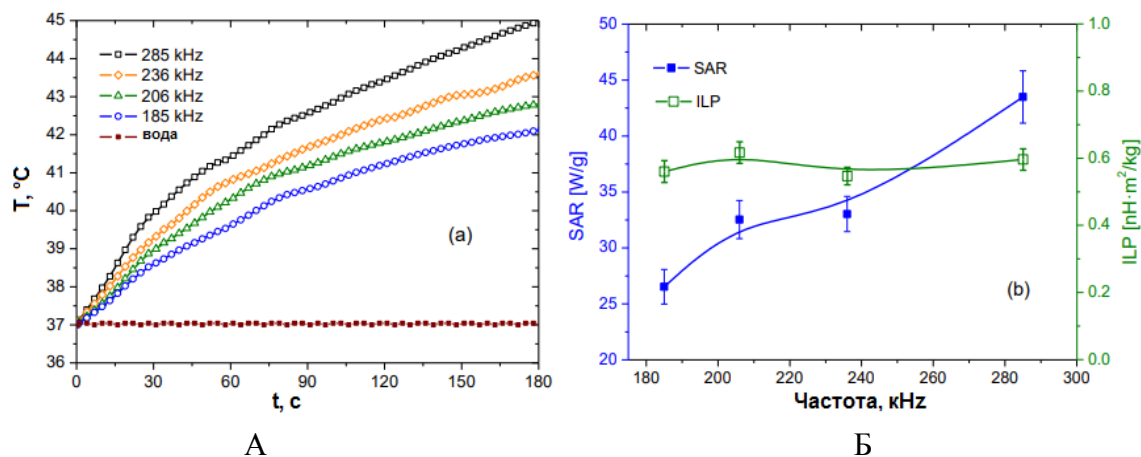 45
44
43
42
41
40
39
38
37
36
T, °C
285 kHz
236 kHz
206 kHz
185 kHz
вода
(a)
0 30 60 90 120 150 180
t, c
50
45
40
35
30
25
20
SAR [W/g]
SAR
ILP
(b)
1.0
0.8
0.6
0.4
0.2
0.0
ILP [nH·m²/kg]
180 200 220 240 260 280 300
Частота, кHz
А Б